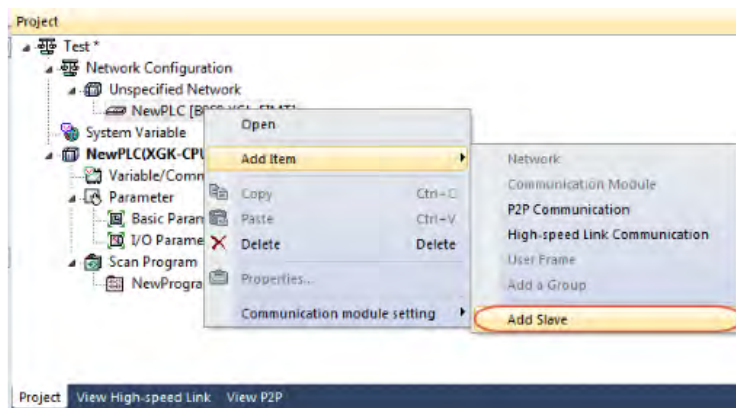 Project
Test *
Network Configuration
Unspecified Network
NewPLC
System Variable
NewPLC(XGK-CPU
Variable/Comm
Parameter
Basic Param
I/O Parame
Scan Program
NewProgra
Open
Add Item
Copy Ctrl+C
Paste Ctrl+V
Delete Delete
Properties...
Communication module setting
Network
Communication Module
P2P Communication
High-speed Link Communication
User Frame
Add a Group
Add Slave
Project View High-speed Link View P2P